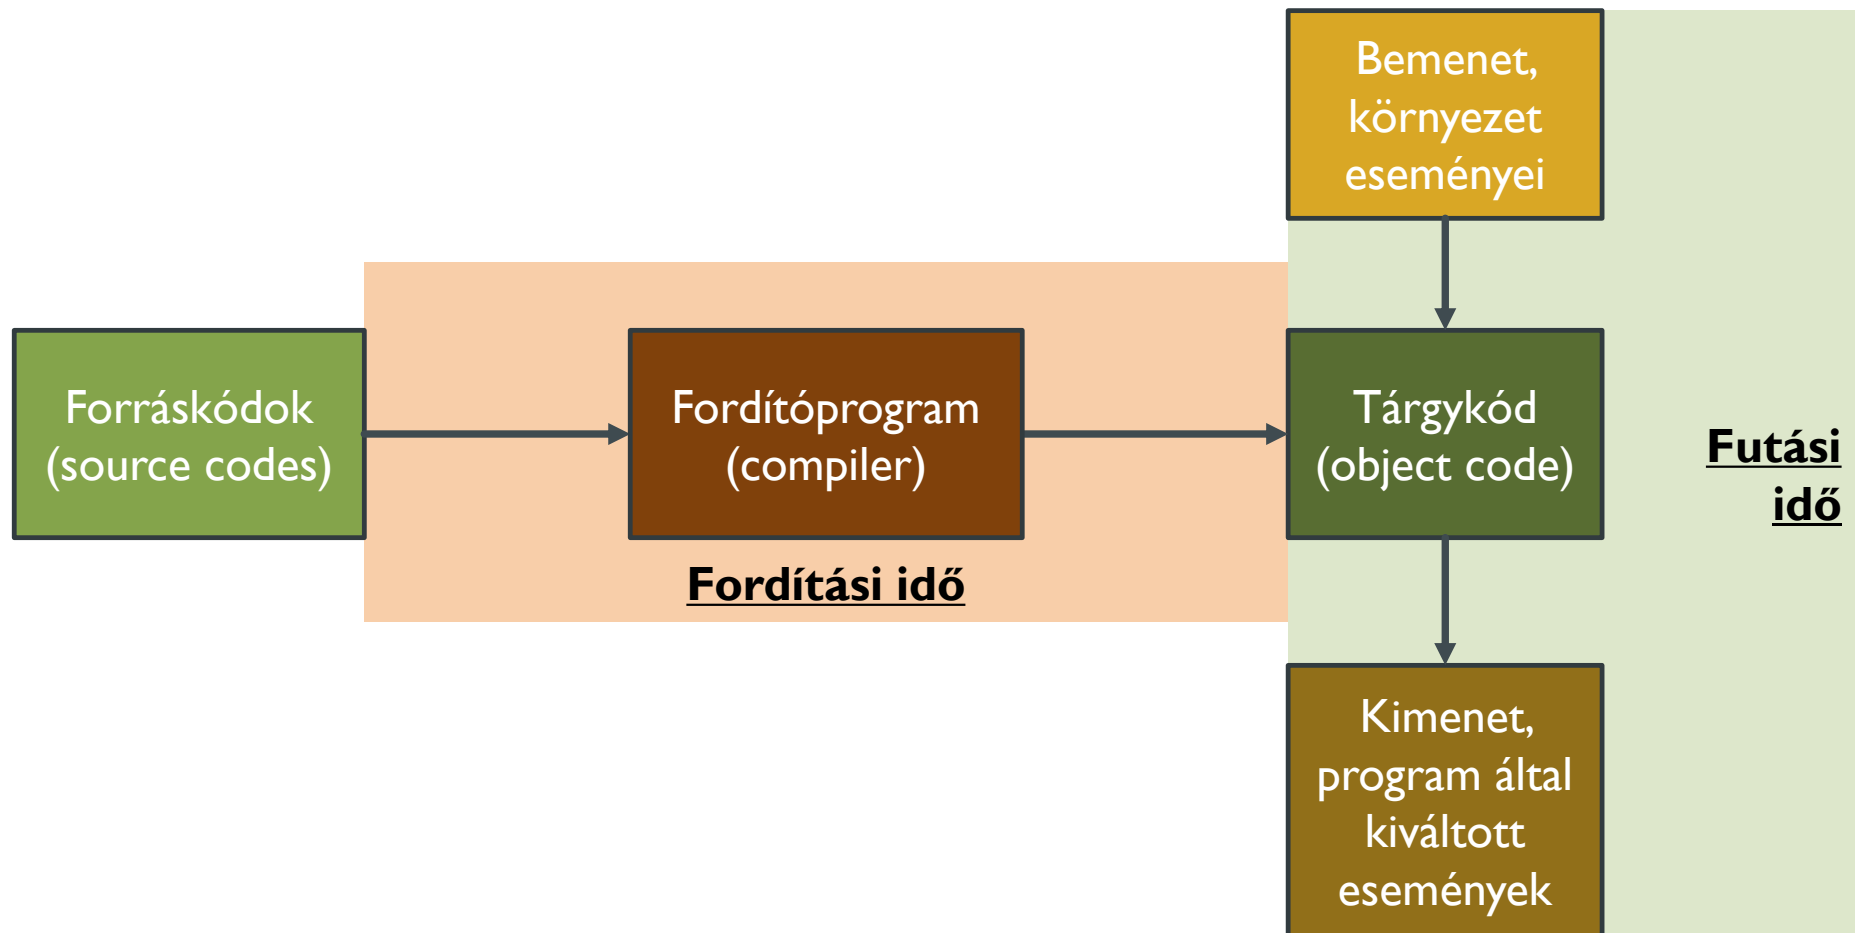 Bemenet,
környezet
eseményei
Forráskódok
(source codes)
Fordítóprogram
(compiler)
Tárgykód
(object code)
Futási
idő
Fordítási idő
Kimenet,
program által
kiváltott
események